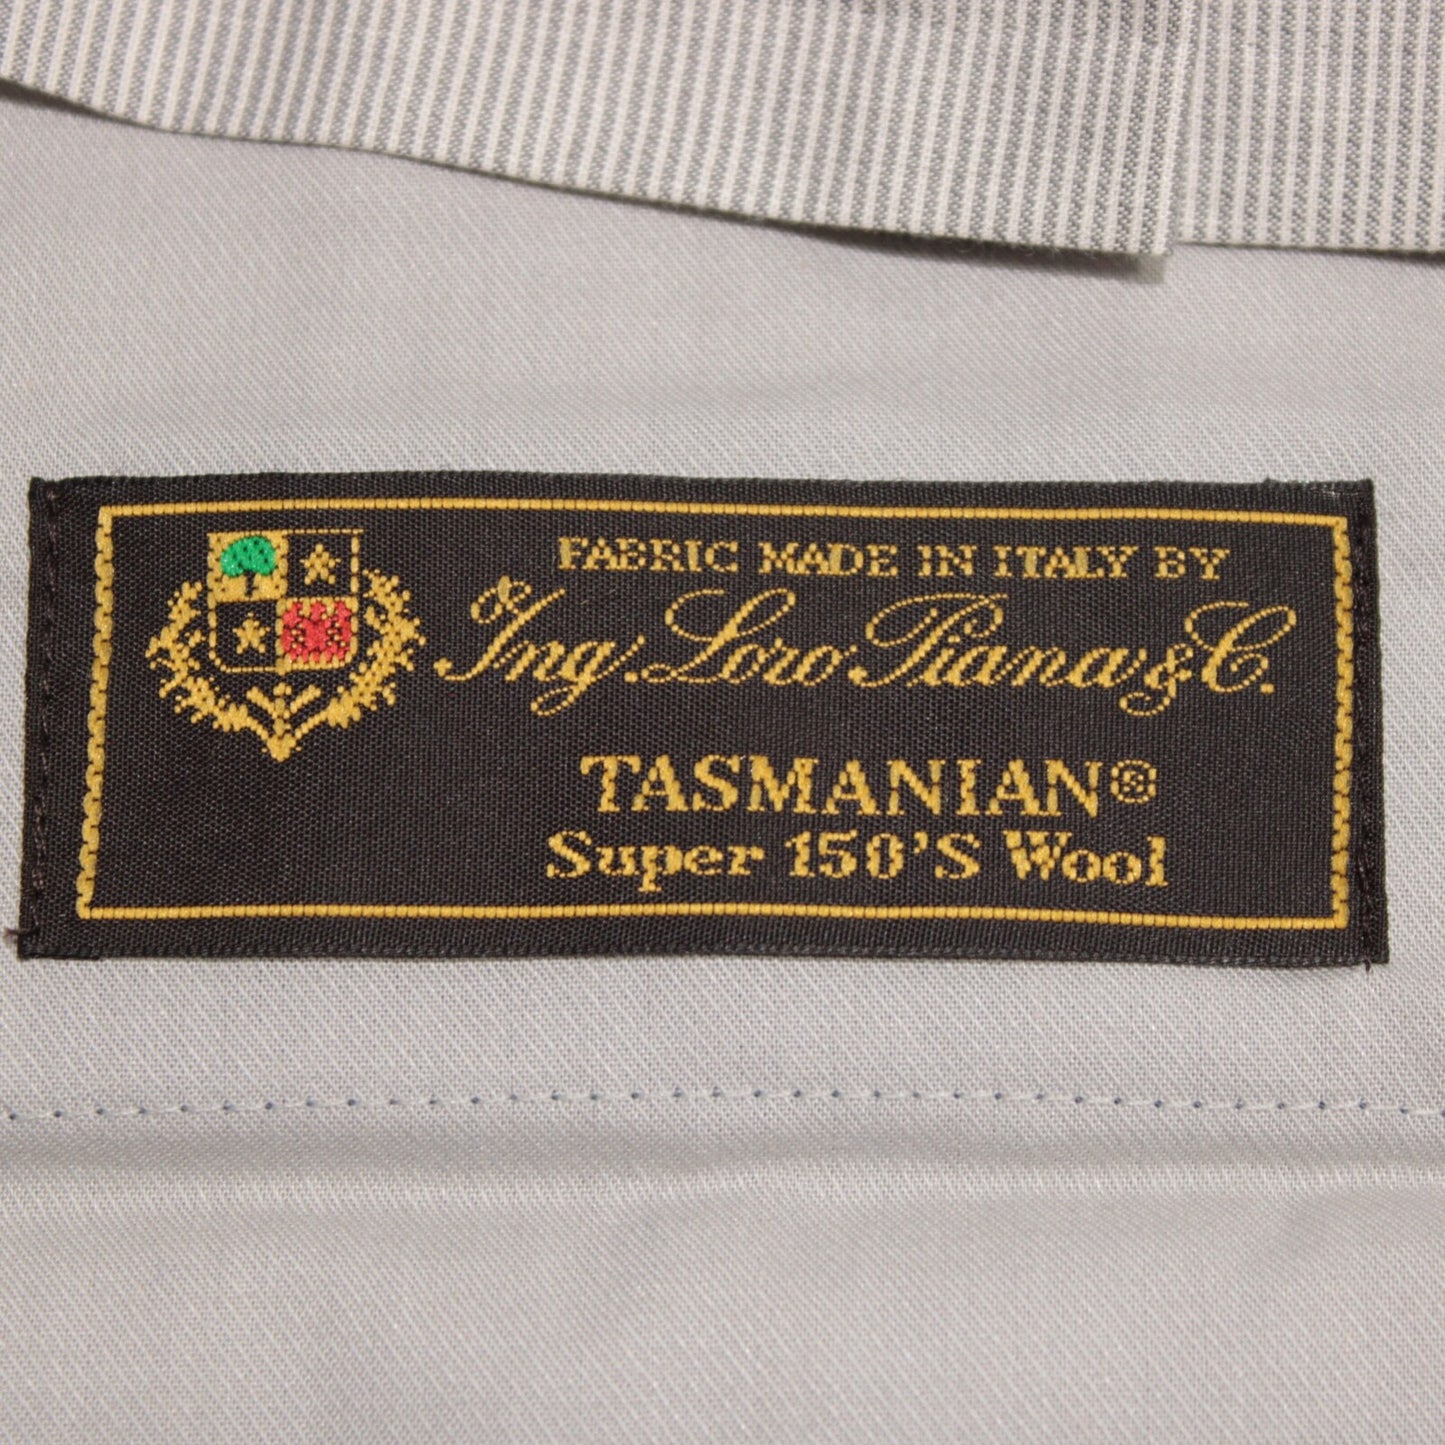 FABRIC MADE IN ITALY BY
Ing. Loro Piana & C.
TASMANIAN®
Super 150'S Wool